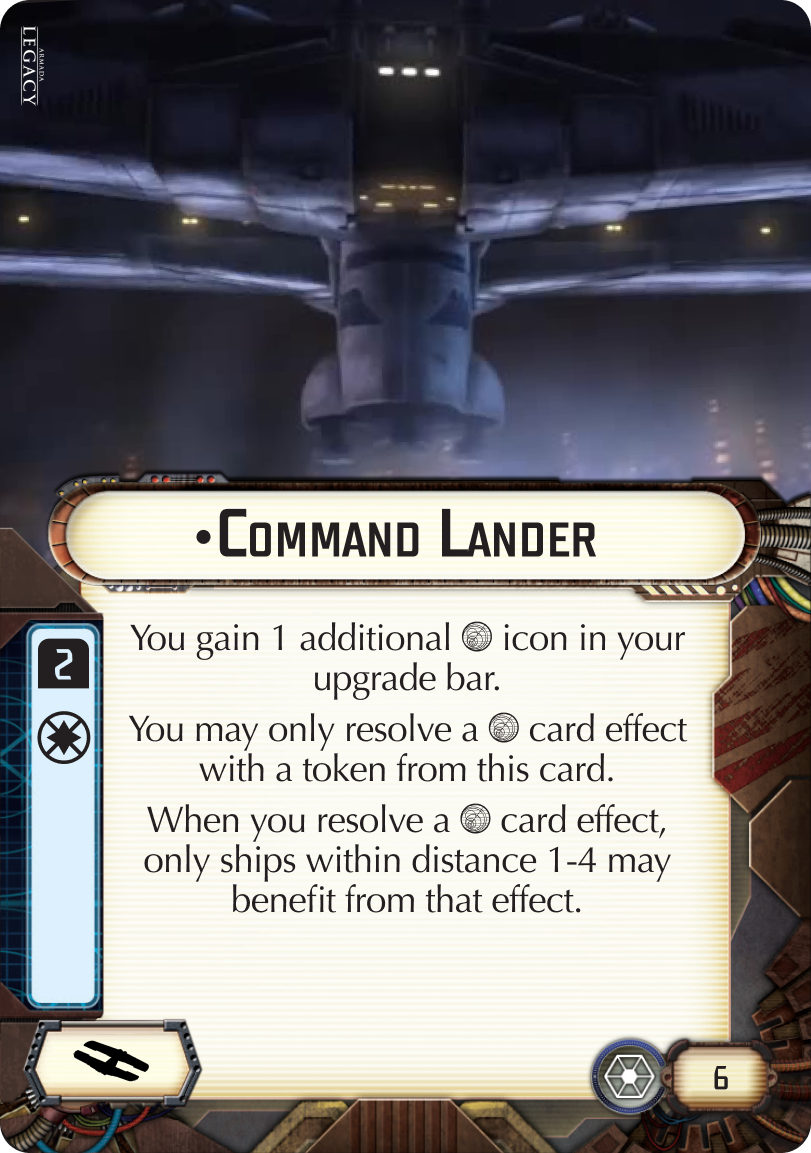 ARMADA
LEGACY
•COMMAND LANDER
You gain 1 additional icon in your
upgrade bar.
You may only resolve a card effect
with a token from this card.
When you resolve a card effect,
only ships within distance 1-4 may
benefit from that effect.
2
6